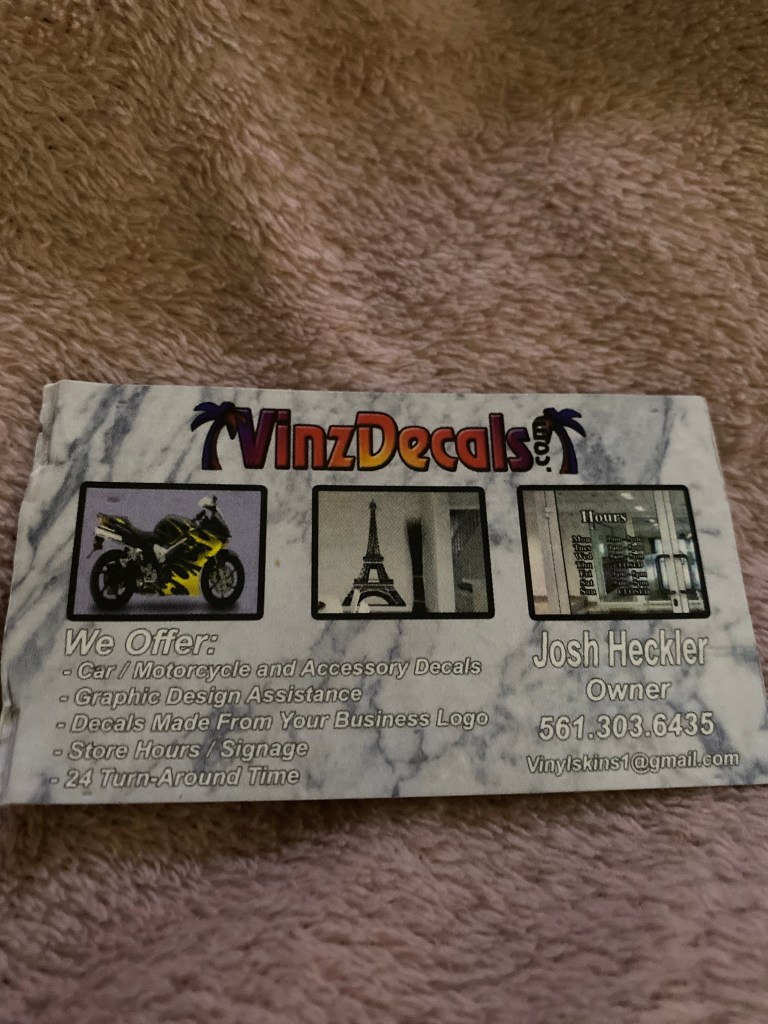 VinzDecals.com
Hours
We Offer:
- Car / Motorcycle and Accessory Decals
- Graphic Design Assistance
- Decals Made From Your Business Logo
- Store Hours / Signage
- 24 Turn-Around Time
Josh Heckler
Owner
561.303.6435
Vinylskins1@gmail.com